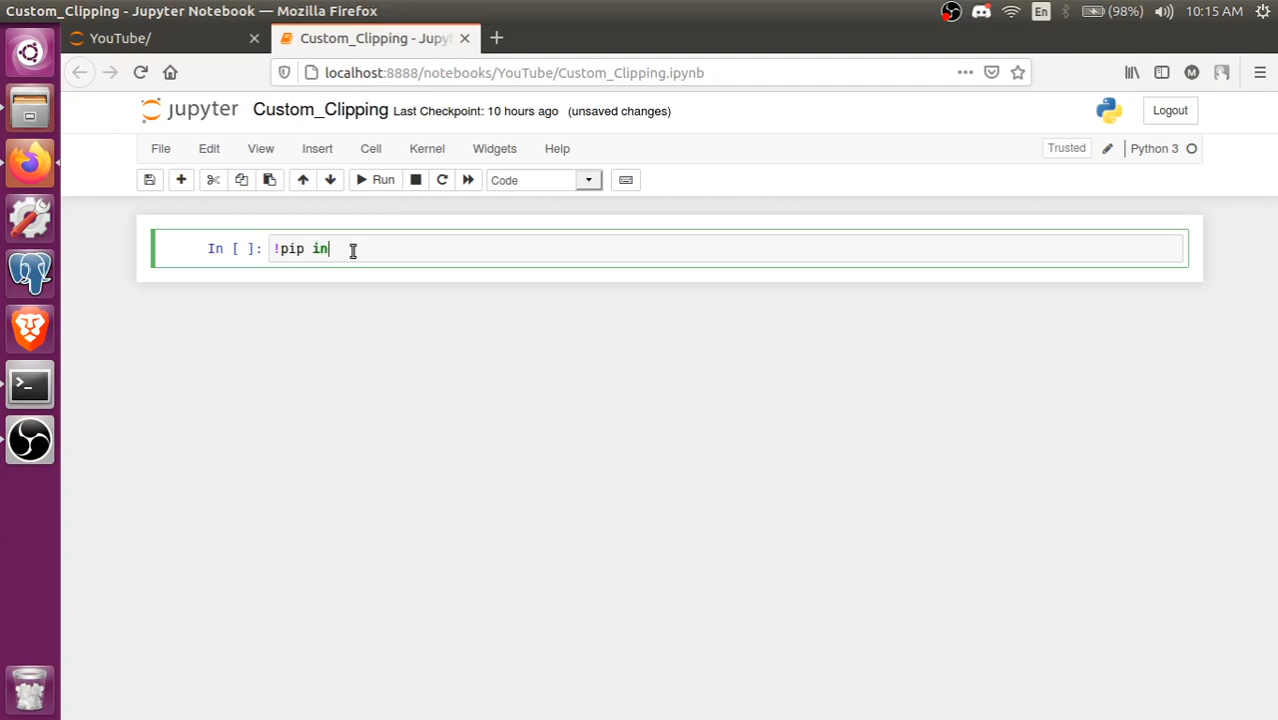 Custom_Clipping - Jupyter Notebook — Mozilla Firefox
En
(98%)
10:15 AM
YouTube/
Custom_Clipping - Jupyt
localhost:8888/notebooks/YouTube/Custom_Clipping.ipynb
M
jupyter
Custom_Clipping
Last Checkpoint: 10 hours ago
(unsaved changes)
Logout
File
Edit
View
Insert
Cell
Kernel
Widgets
Help
Trusted
Python 3
Run
Code
In [ ]:
!pip in